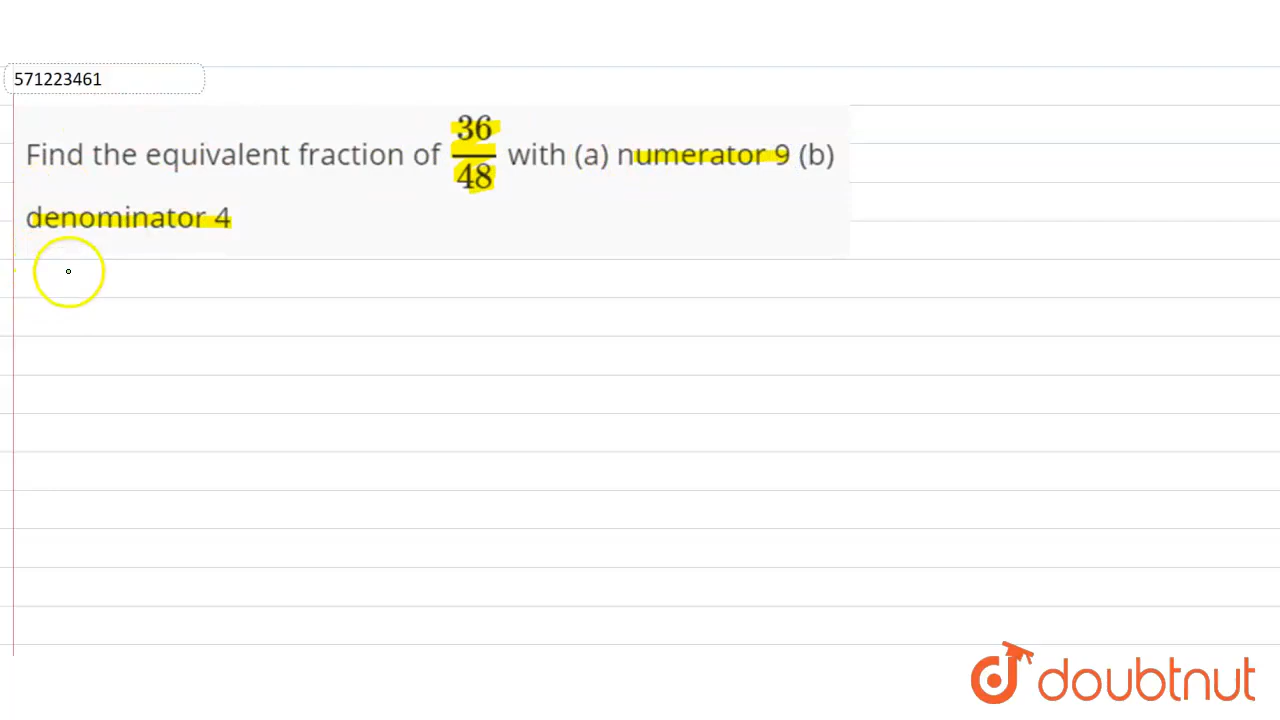 571223461
Find the equivalent fraction of 36/48 with (a) numerator 9 (b)
denominator 4
doubtnut